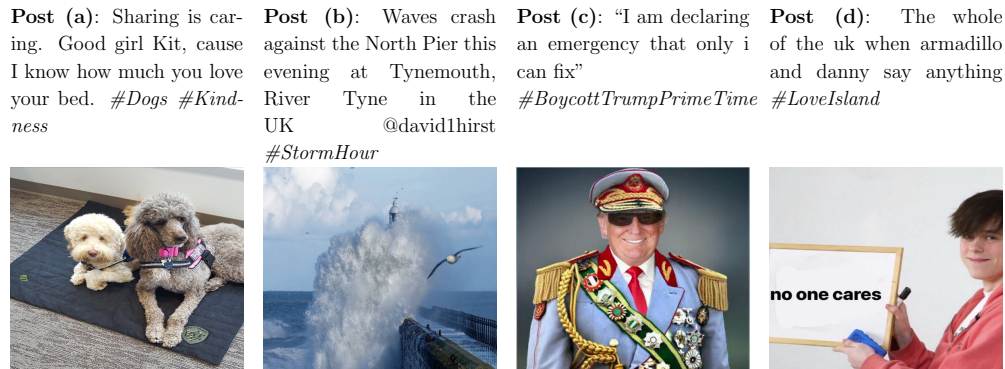 Post (a): Sharing is car-
ing. Good girl Kit, cause
I know how much you love
your bed. #Dogs #Kind-
ness
Post (b): Waves crash
against the North Pier this
evening at Tynemouth,
River Tyne in the
UK @david1hirst
#StormHour
Post (c): “I am declaring
an emergency that only i
can fix”
#BoycottTrumpPrimeTime
Post (d): The whole
of the uk when armadillo
and danny say anything
#LoveIsland
no one cares